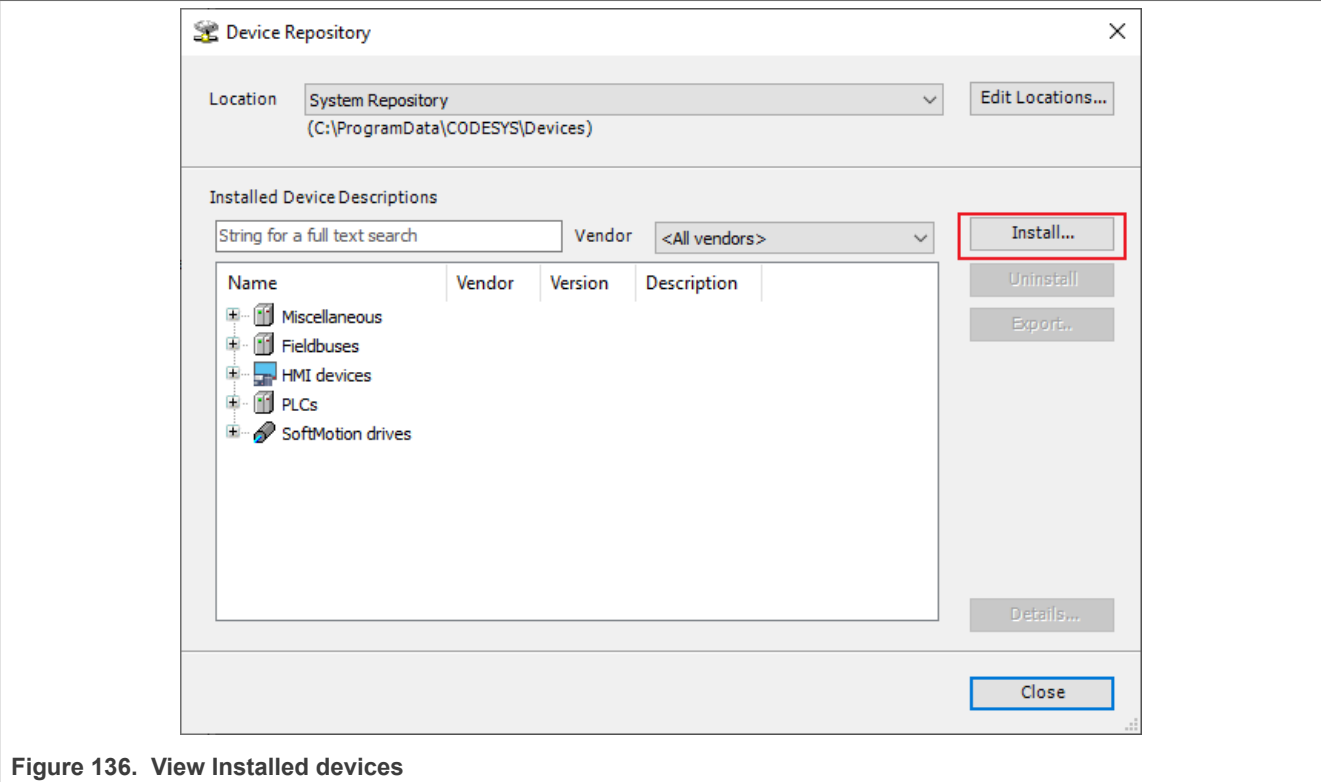 Device Repository
Location System Repository Edit Locations...
(C:\ProgramData\CODESYS\Devices)
Installed Device Descriptions
String for a full text search Vendor <All vendors> Install...
Name Vendor Version Description Uninstall
Miscellaneous Export..
Fieldbuses
HMI devices
PLCs
SoftMotion drives
Details...
Close
Figure 136. View Installed devices